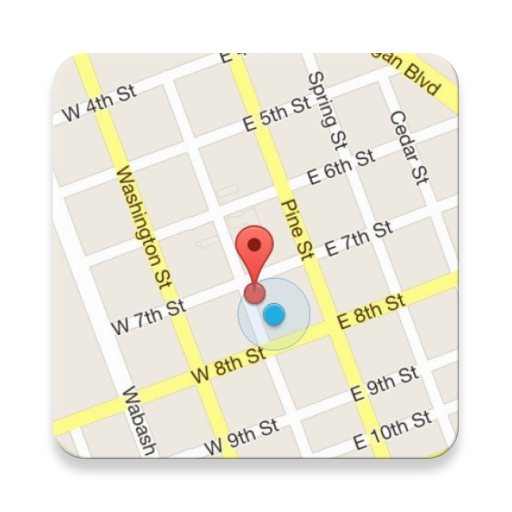 E
gan Blvd
W 4th St
E 5th St
Spring St
Cedar St
E 6th St
Washington St
Pine St
E 7th St
W 7th St
E 8th St
W 8th St
Wabash
E 9th St
W 9th St
E 10th St